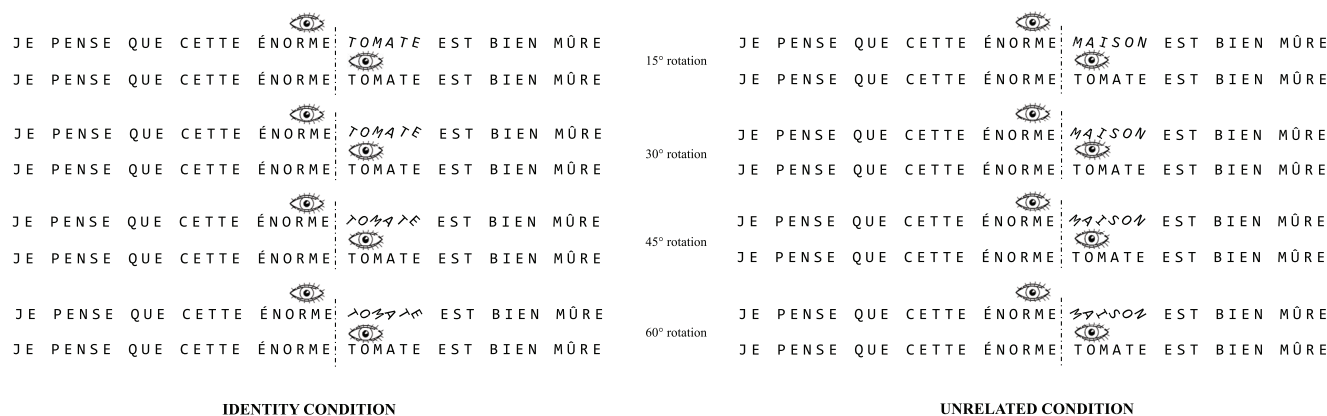 JE PENSE QUE CETTE ÉNORME TOMATE EST BIEN MÛRE
JE PENSE QUE CETTE ÉNORME TOMATE EST BIEN MÛRE
JE PENSE QUE CETTE ÉNORME TOMATE EST BIEN MÛRE
JE PENSE QUE CETTE ÉNORME TOMATE EST BIEN MÛRE
JE PENSE QUE CETTE ÉNORME TOMATE EST BIEN MÛRE
JE PENSE QUE CETTE ÉNORME TOMATE EST BIEN MÛRE
JE PENSE QUE CETTE ÉNORME TOMATE EST BIEN MÛRE
JE PENSE QUE CETTE ÉNORME TOMATE EST BIEN MÛRE
IDENTITY CONDITION
15° rotation
30° rotation
45° rotation
60° rotation
JE PENSE QUE CETTE ÉNORME MAISON EST BIEN MÛRE
JE PENSE QUE CETTE ÉNORME TOMATE EST BIEN MÛRE
JE PENSE QUE CETTE ÉNORME MAISON EST BIEN MÛRE
JE PENSE QUE CETTE ÉNORME TOMATE EST BIEN MÛRE
JE PENSE QUE CETTE ÉNORME MAISON EST BIEN MÛRE
JE PENSE QUE CETTE ÉNORME TOMATE EST BIEN MÛRE
JE PENSE QUE CETTE ÉNORME MAISON EST BIEN MÛRE
JE PENSE QUE CETTE ÉNORME TOMATE EST BIEN MÛRE
UNRELATED CONDITION